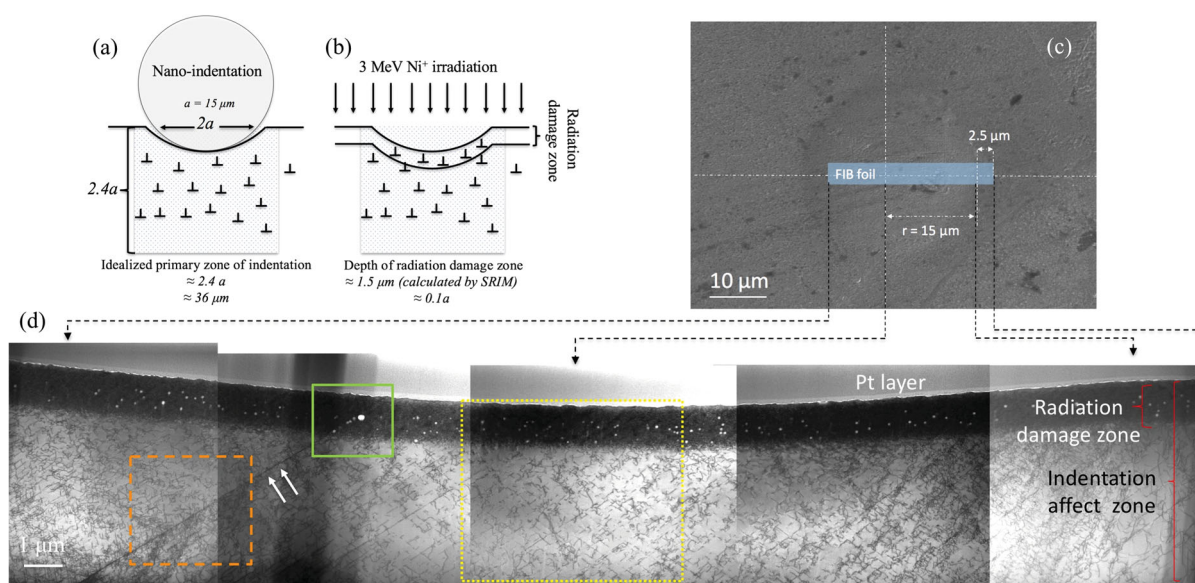 (a)
Nano-indentation
a = 15 μm
2a
2.4a
Idealized primary zone of indentation
≈ 2.4 a
≈ 36 μm
(b)
3 MeV Ni⁺ irradiation
Radiation
damage zone
Depth of radiation damage zone
≈ 1.5 μm (calculated by SRIM)
≈ 0.1a
(c)
2.5 μm
FIB foil
r = 15 μm
10 μm
(d)
Pt layer
Radiation
damage zone
Indentation
affect zone
1 μm